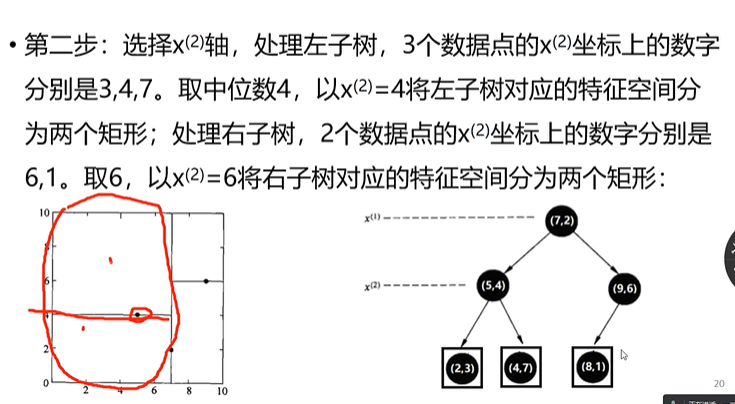 • 第二步：选择x⁽²⁾轴，处理左子树，3个数据点的x⁽²⁾坐标上的数字
分别是3,4,7。取中位数4，以x⁽²⁾=4将左子树对应的特征空间分
为两个矩形；处理右子树，2个数据点的x⁽²⁾坐标上的数字分别是
6,1。取6，以x⁽²⁾=6将右子树对应的特征空间分为两个矩形：
10
6
4
2
0
2 4 6 8 10
x⁽¹⁾ (7,2)
x⁽²⁾ (5,4) (9,6)
(2,3) (4,7) (8,1)
20